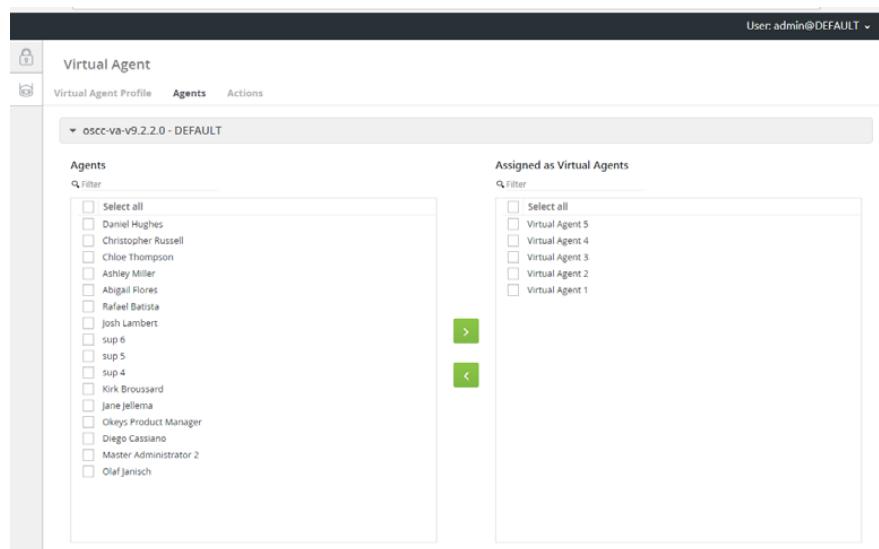 User: admin@DEFAULT
Virtual Agent
Virtual Agent Profile Agents Actions
oscc-va-v9.2.2.0 - DEFAULT
Agents
Filter
Select all
Daniel Hughes
Christopher Russell
Chloe Thompson
Ashley Miller
Abigail Flores
Rafael Batista
Josh Lambert
sup 6
sup 5
sup 4
Kirk Broussard
Jane Jellema
Okeys Product Manager
Diego Cassiano
Master Administrator 2
Olaf Janisch
Assigned as Virtual Agents
Filter
Select all
Virtual Agent 5
Virtual Agent 4
Virtual Agent 3
Virtual Agent 2
Virtual Agent 1